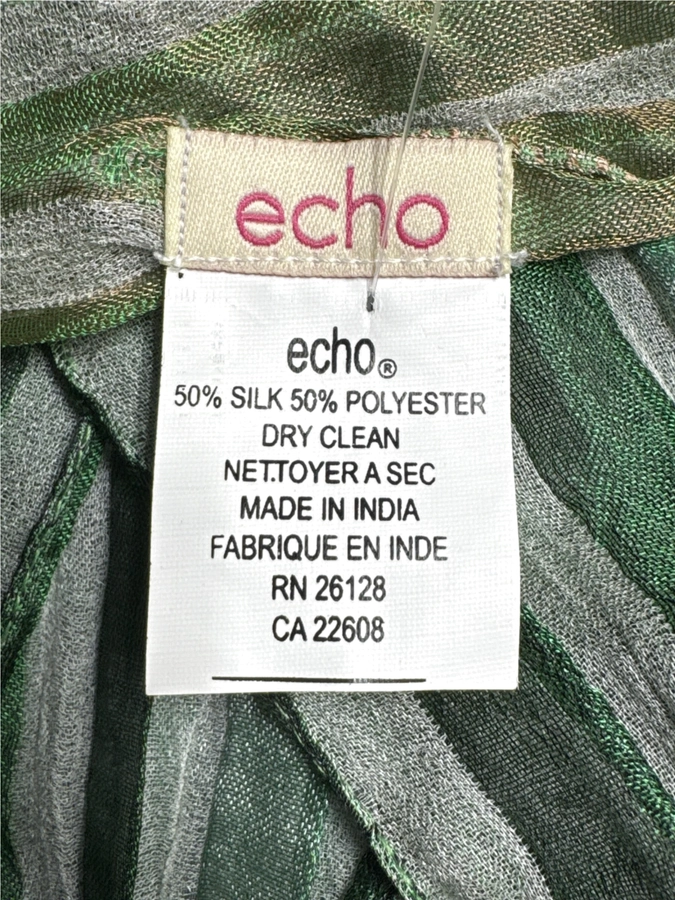 echo
echo®
50% SILK 50% POLYESTER
DRY CLEAN
NET.TOYER A SEC
MADE IN INDIA
FABRIQUE EN INDE
RN 26128
CA 22608